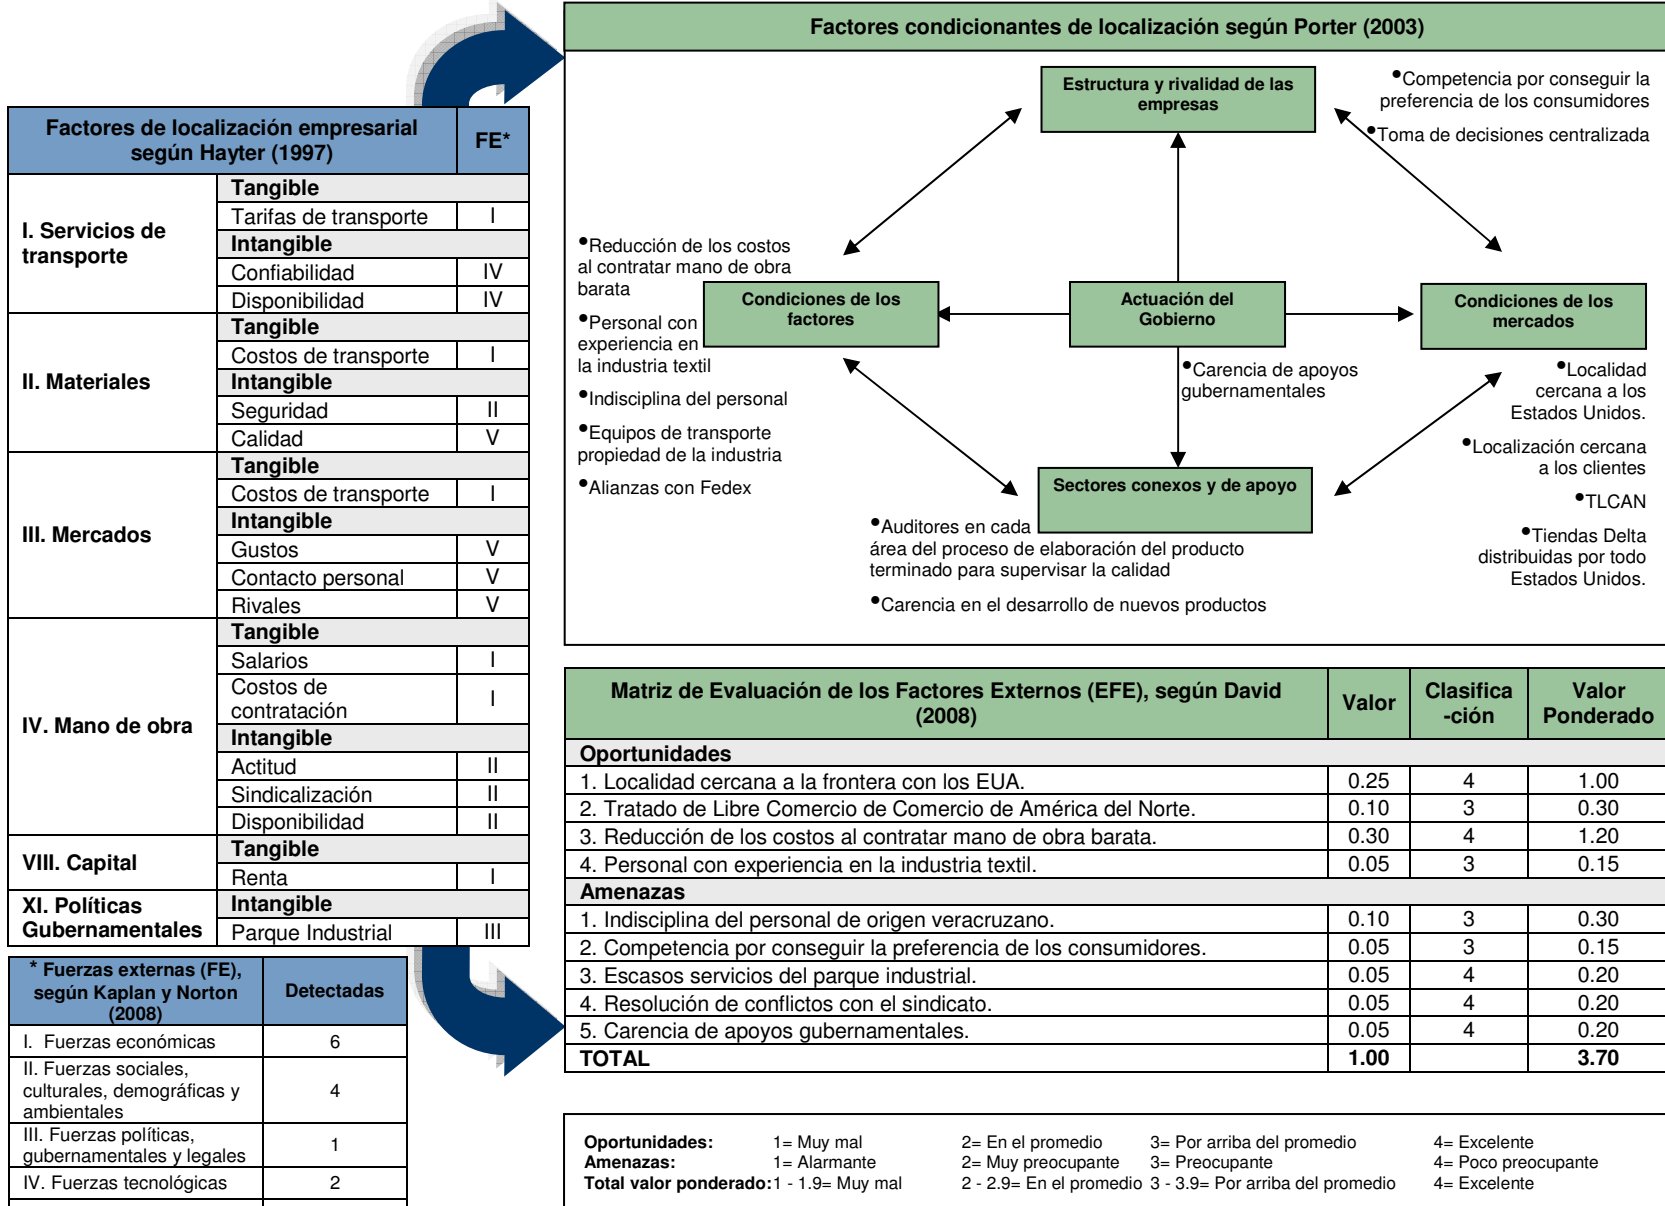 Factores de localización empresarial
según Hayter (1997)
FE*
I. Servicios de
transporte
Tangible
Tarifas de transporte I
Intangible
Confiabilidad IV
Disponibilidad IV
II. Materiales
Tangible
Costos de transporte I
Intangible
Seguridad II
Calidad V
III. Mercados
Tangible
Costos de transporte I
Intangible
Gustos V
Contacto personal V
Rivales V
IV. Mano de obra
Tangible
Salarios I
Costos de
contratación I
Intangible
Actitud II
Sindicalización II
Disponibilidad II
VIII. Capital
Tangible
Renta I
XI. Políticas
Gubernamentales
Intangible
Parque Industrial III
* Fuerzas externas (FE),
según Kaplan y Norton
(2008)
Detectadas
I. Fuerzas económicas 6
II. Fuerzas sociales,
culturales, demográficas y
ambientales
4
III. Fuerzas políticas,
gubernamentales y legales
1
IV. Fuerzas tecnológicas 2
Factores condicionantes de localización según Porter (2003)
Estructura y rivalidad de las
empresas
•Competencia por conseguir la
preferencia de los consumidores
•Toma de decisiones centralizada
•Reducción de los costos
al contratar mano de obra
barata
•Personal con
experiencia en
la industria textil
•Indisciplina del personal
•Equipos de transporte
propiedad de la industria
•Alianzas con Fedex
Condiciones de los
factores
Actuación del
Gobierno
•Carencia de apoyos
gubernamentales
Condiciones de los
mercados
•Localidad
cercana a los
Estados Unidos.
•Localización cercana
a los clientes
•TLCAN
•Tiendas Delta
distribuidas por todo
Estados Unidos.
Sectores conexos y de apoyo
•Auditores en cada
área del proceso de elaboración del producto
terminado para supervisar la calidad
•Carencia en el desarrollo de nuevos productos
Matriz de Evaluación de los Factores Externos (EFE), según David
(2008)
Valor
Clasifica
-ción
Valor
Ponderado
Oportunidades
1. Localidad cercana a la frontera con los EUA. 0.25 4 1.00
2. Tratado de Libre Comercio de Comercio de América del Norte. 0.10 3 0.30
3. Reducción de los costos al contratar mano de obra barata. 0.30 4 1.20
4. Personal con experiencia en la industria textil. 0.05 3 0.15
Amenazas
1. Indisciplina del personal de origen veracruzano. 0.10 3 0.30
2. Competencia por conseguir la preferencia de los consumidores. 0.05 3 0.15
3. Escasos servicios del parque industrial. 0.05 4 0.20
4. Resolución de conflictos con el sindicato. 0.05 4 0.20
5. Carencia de apoyos gubernamentales. 0.05 4 0.20
TOTAL 1.00 3.70
Oportunidades: 1= Muy mal 2= En el promedio 3= Por arriba del promedio 4= Excelente
Amenazas: 1= Alarmante 2= Muy preocupante 3= Preocupante 4= Poco preocupante
Total valor ponderado: 1 - 1.9= Muy mal 2 - 2.9= En el promedio 3 - 3.9= Por arriba del promedio 4= Excelente